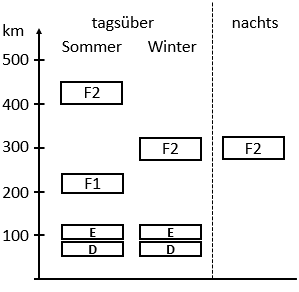 tagsüber nachts
km Sommer Winter
500
400 F2
300 F2 F2
200 F1
100 E E
D D